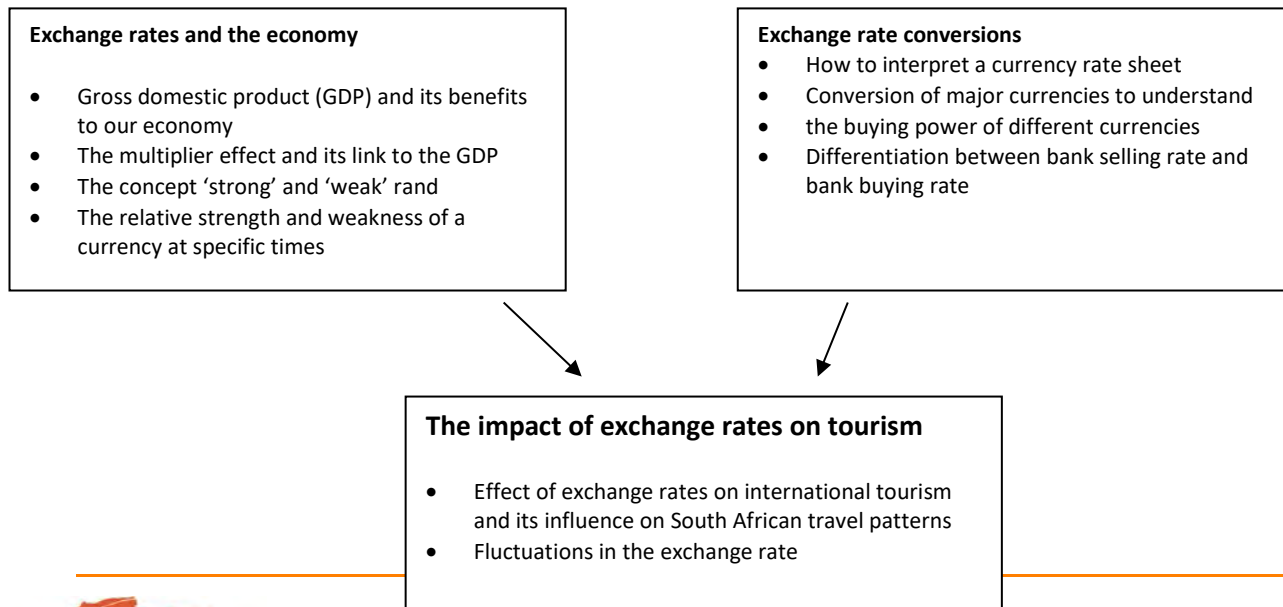 Exchange rates and the economy
• Gross domestic product (GDP) and its benefits
to our economy
• The multiplier effect and its link to the GDP
• The concept ‘strong’ and ‘weak’ rand
• The relative strength and weakness of a
currency at specific times
Exchange rate conversions
• How to interpret a currency rate sheet
• Conversion of major currencies to understand
• the buying power of different currencies
• Differentiation between bank selling rate and
bank buying rate
The impact of exchange rates on tourism
• Effect of exchange rates on international tourism
and its influence on South African travel patterns
• Fluctuations in the exchange rate